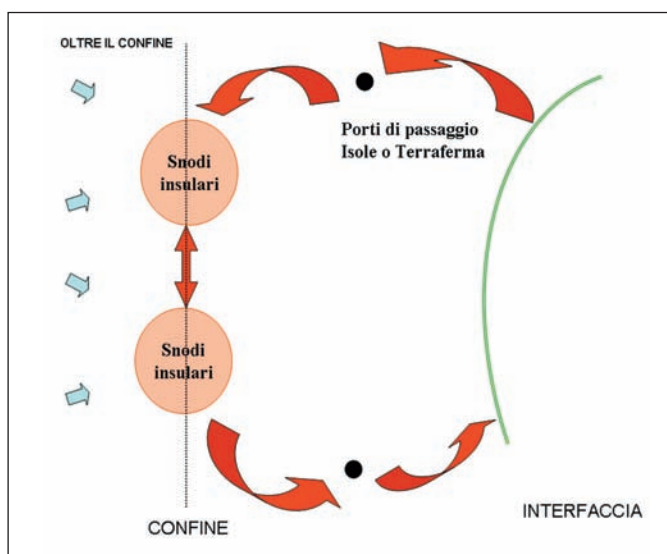 OLTRE IL CONFINE
Porti di passaggio
Isole o Terraferma
Snodi
insulari
Snodi
insulari
INTERFACCIA
CONFINE